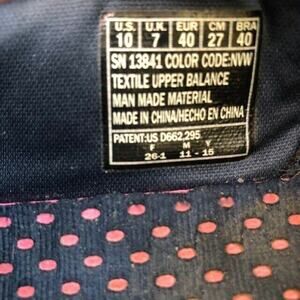 U.S. U.K. EUR CM BRA
10 7 40 27 40
SN 13841 COLOR CODE:NVW
TEXTILE UPPER BALANCE
MAN MADE MATERIAL
MADE IN CHINA/HECHO EN CHINA
PATENT:US D662,295
F M Y
26-1 11 - 15